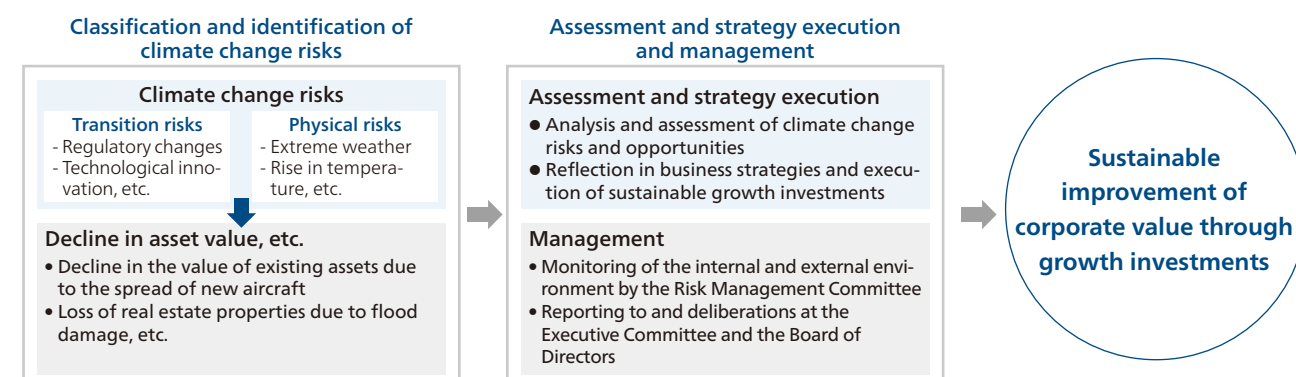 Classification and identification of
climate change risks
Climate change risks
Transition risks
- Regulatory changes
- Technological inno-
vation, etc.
Physical risks
- Extreme weather
- Rise in tempera-
ture, etc.
Decline in asset value, etc.
• Decline in the value of existing assets due
to the spread of new aircraft
• Loss of real estate properties due to flood
damage, etc.
Assessment and strategy execution
and management
Assessment and strategy execution
● Analysis and assessment of climate change
risks and opportunities
● Reflection in business strategies and execu-
tion of sustainable growth investments
Management
• Monitoring of the internal and external envi-
ronment by the Risk Management Committee
• Reporting to and deliberations at the
Executive Committee and the Board of
Directors
Sustainable
improvement of
corporate value through
growth investments